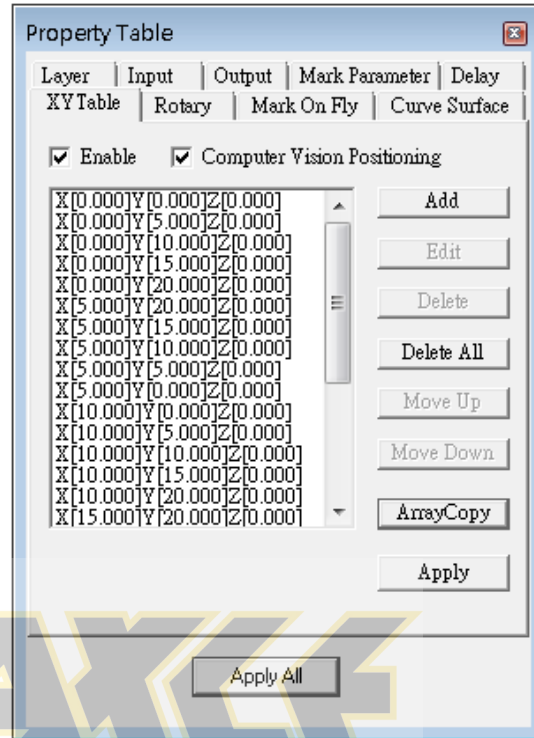 Property Table
Layer Input Output Mark Parameter Delay
XY Table Rotary Mark On Fly Curve Surface
Enable Computer Vision Positioning
X[0.000]Y[0.000]Z[0.000]
X[0.000]Y[5.000]Z[0.000]
X[0.000]Y[10.000]Z[0.000]
X[0.000]Y[15.000]Z[0.000]
X[0.000]Y[20.000]Z[0.000]
X[5.000]Y[20.000]Z[0.000]
X[5.000]Y[15.000]Z[0.000]
X[5.000]Y[10.000]Z[0.000]
X[5.000]Y[5.000]Z[0.000]
X[5.000]Y[0.000]Z[0.000]
X[10.000]Y[0.000]Z[0.000]
X[10.000]Y[5.000]Z[0.000]
X[10.000]Y[10.000]Z[0.000]
X[10.000]Y[15.000]Z[0.000]
X[10.000]Y[20.000]Z[0.000]
X[15.000]Y[20.000]Z[0.000]
Add
Edit
Delete
Delete All
Move Up
Move Down
ArrayCopy
Apply
Apply All